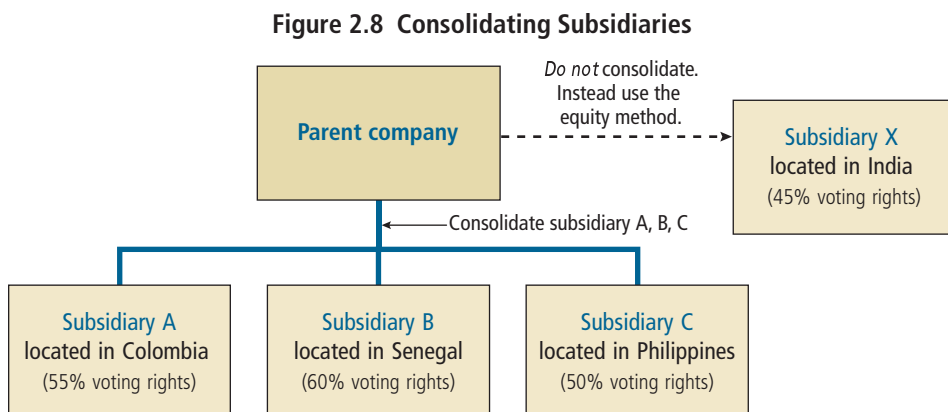 Figure 2.8 Consolidating Subsidiaries
Parent company
Do not consolidate.
Instead use the
equity method.
Subsidiary X
located in India
(45% voting rights)
Consolidate subsidiary A, B, C
Subsidiary A
located in Colombia
(55% voting rights)
Subsidiary B
located in Senegal
(60% voting rights)
Subsidiary C
located in Philippines
(50% voting rights)